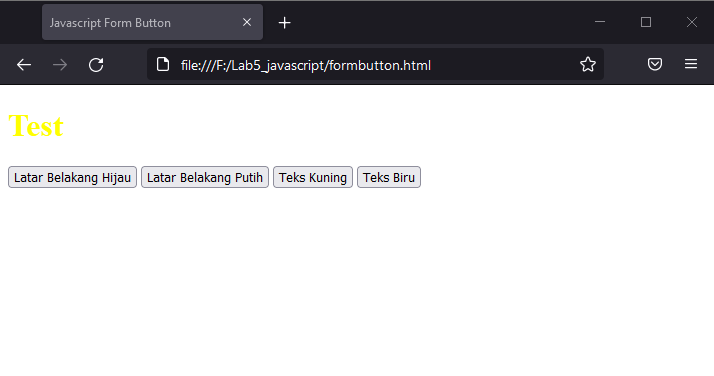 Javascript Form Button
file:///F:/Lab5_javascript/formbutton.html
Test
Latar Belakang Hijau Latar Belakang Putih Teks Kuning Teks Biru